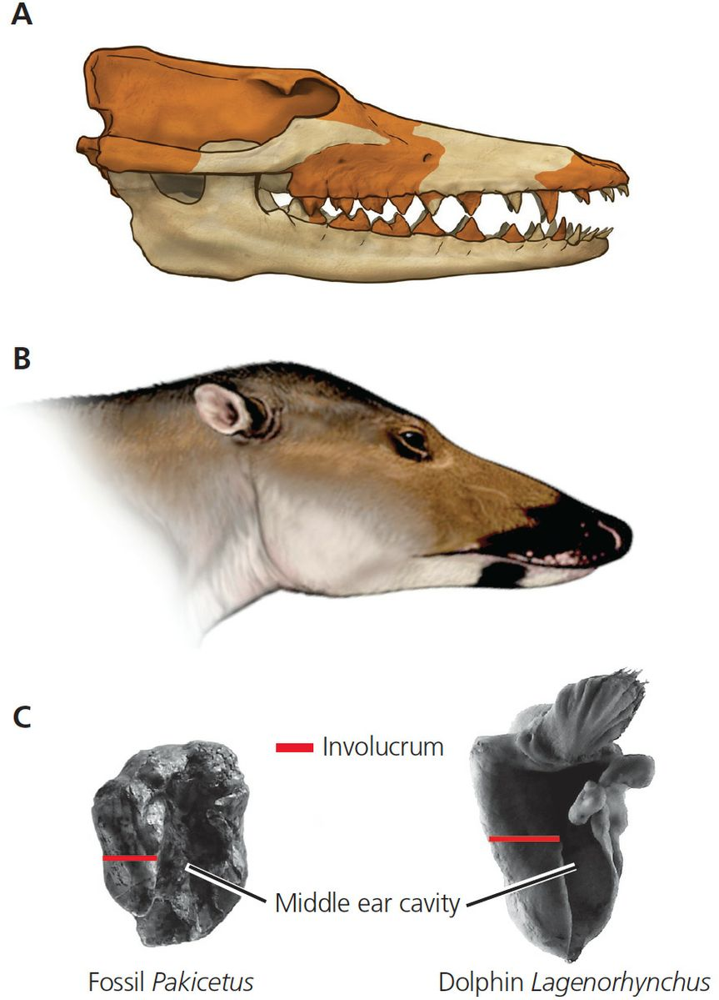 A
B
C
Involucrum
Middle ear cavity
Fossil Pakicetus
Dolphin Lagenorhynchus